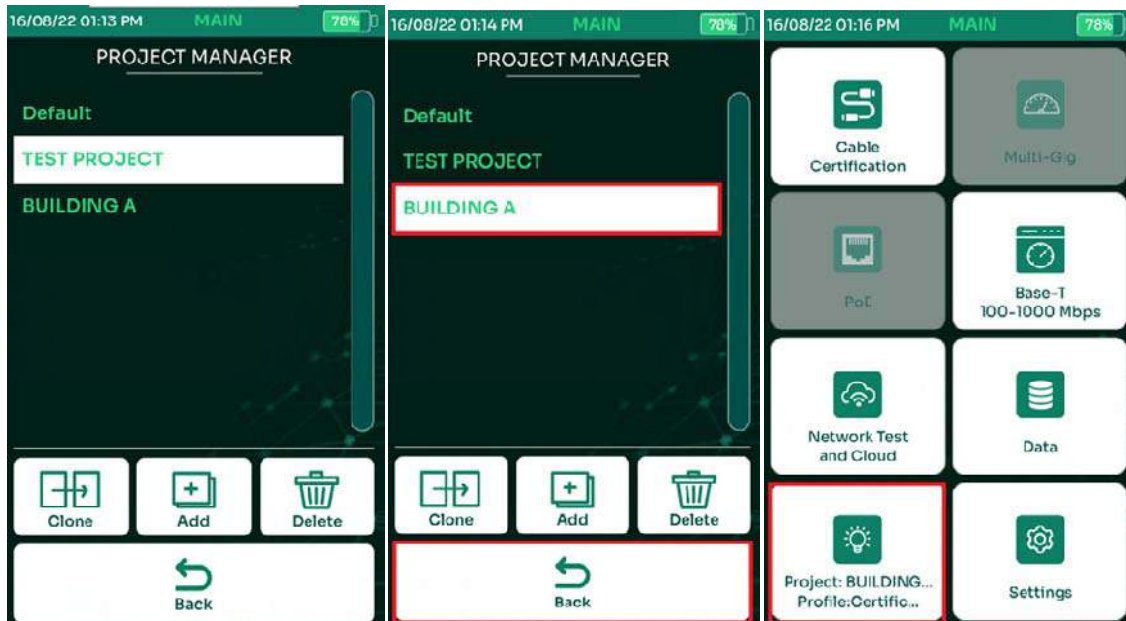 16/08/22 01:13 PM MAIN 78%
PROJECT MANAGER
Default
TEST PROJECT
BUILDING A
Clone Add Delete
Back
16/08/22 01:14 PM MAIN 78%
PROJECT MANAGER
Default
TEST PROJECT
BUILDING A
Clone Add Delete
Back
16/08/22 01:16 PM MAIN 78%
Cable
Certification
Multi-Gig
PoE
Base-T
100-1000 Mbps
Network Test
and Cloud
Data
Project: BUILDING...
Profile:Certific...
Settings